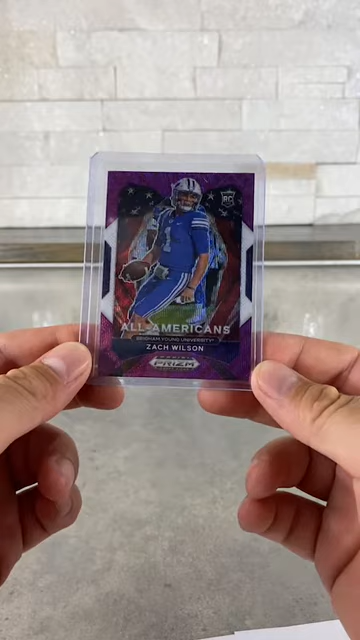 RC
ALL-AMERICANS
BRIGHAM YOUNG UNIVERSITY
ZACH WILSON
PRIZM